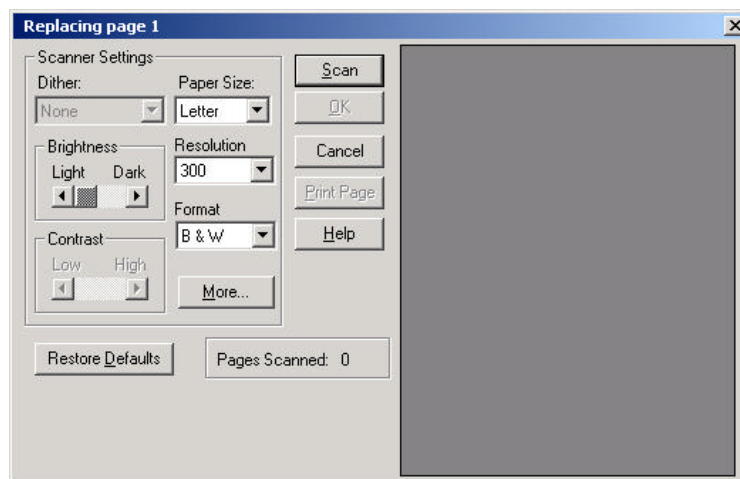 Replacing page 1
Scanner Settings
Dither:
None
Paper Size:
Letter
Brightness
Light Dark
Resolution
300
Format
B & W
Contrast
Low High
More...
Restore Defaults
Pages Scanned: 0
Scan
OK
Cancel
Print Page
Help